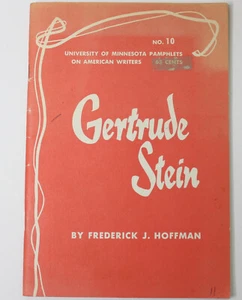 NO. 10
UNIVERSITY OF MINNESOTA PAMPHLETS
ON AMERICAN WRITERS 65 CENTS
Gertrude
Stein
BY FREDERICK J. HOFFMAN